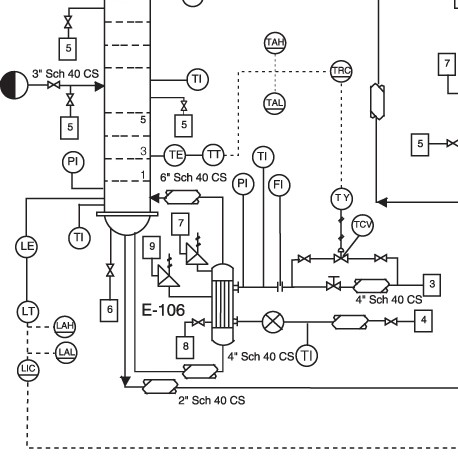 TAH
TRC
5
7
3" Sch 40 CS
TI
TAL
5
5
5
5
3
TE
TT
TI
PI
6" Sch 40 CS
PI
FI
1
TY
7
TCV
LE
TI
9
3
6
E-106
4" Sch 40 CS
LT
4
LAH
8
4" Sch 40 CS
TI
LAL
LIC
2" Sch 40 CS